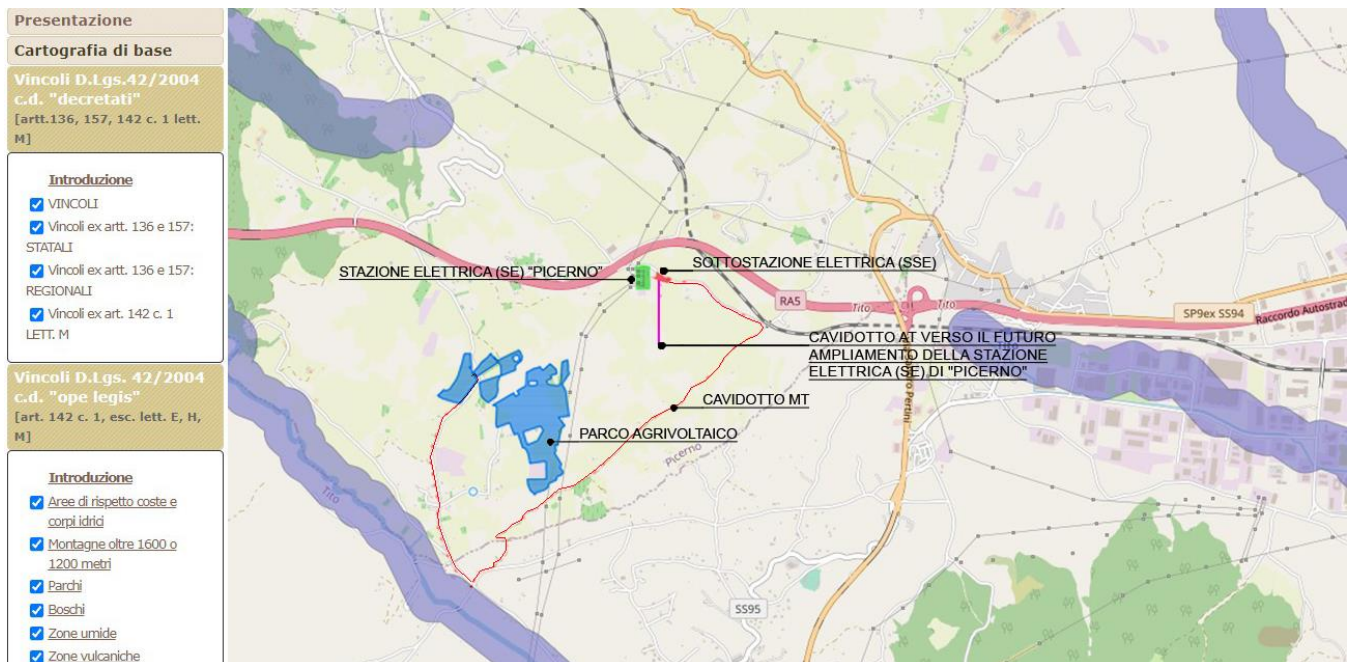 Presentazione
Cartografia di base
Vincoli D.Lgs.42/2004
c.d. "decretati"
[artt.136, 157, 142 c. 1 lett.
M]
Introduzione
VINCOLI
Vincoli ex artt. 136 e 157:
STATALI
Vincoli ex artt. 136 e 157:
REGIONALI
Vincoli ex art. 142 c. 1
LETT. M
Vincoli D.Lgs. 42/2004
c.d. "ope legis"
[art. 142 c. 1, esc. lett. E, H,
M]
Introduzione
Aree di rispetto coste e
corpi idrici
Montagne oltre 1600 o
1200 metri
Parchi
Boschi
Zone umide
Zone vulcaniche
STAZIONE ELETTRICA (SE) "PICERNO"
SOTTOSTAZIONE ELETTRICA (SSE)
RA5
Tito
Tito
SP9ex SS94
Raccordo Autostrad
CAVIDOTTO AT VERSO IL FUTURO
AMPLIAMENTO DELLA STAZIONE
ELETTRICA (SE) DI "PICERNO"
CAVIDOTTO MT
PARCO AGRIVOLTAICO
Picerno
Tito
Pertini
SS95